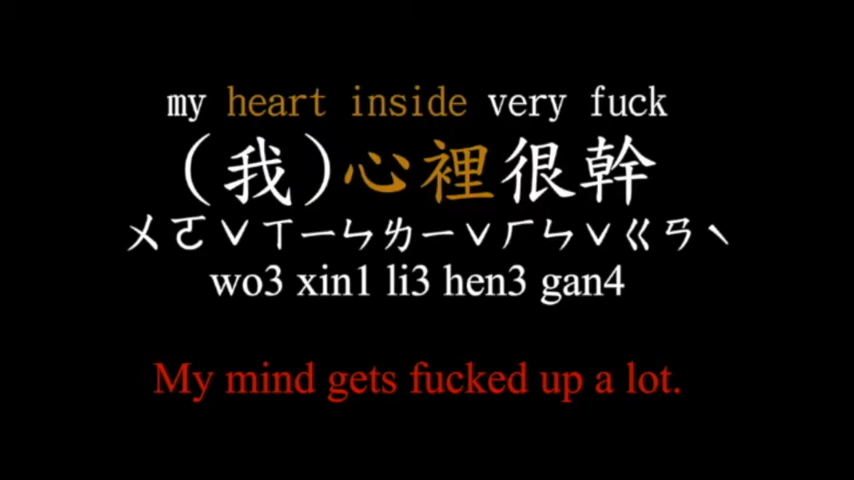 my heart inside very fuck
(我)心裡很幹
ㄨㄛˇㄒㄧㄣㄌㄧˇㄏㄣˇㄍㄢˋ
wo3 xin1 li3 hen3 gan4
My mind gets fucked up a lot.